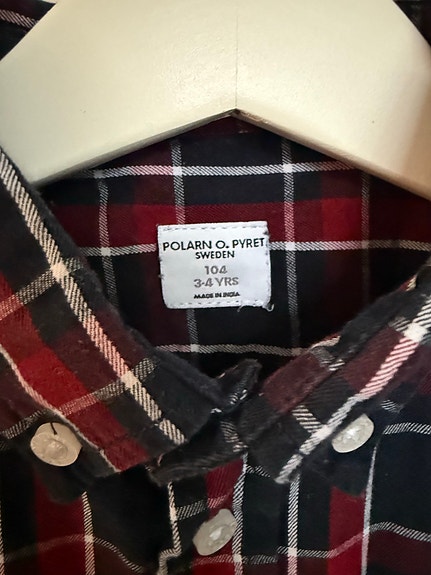 POLARN O. PYRET
SWEDEN
104
3-4 YRS
MADE IN INDIA